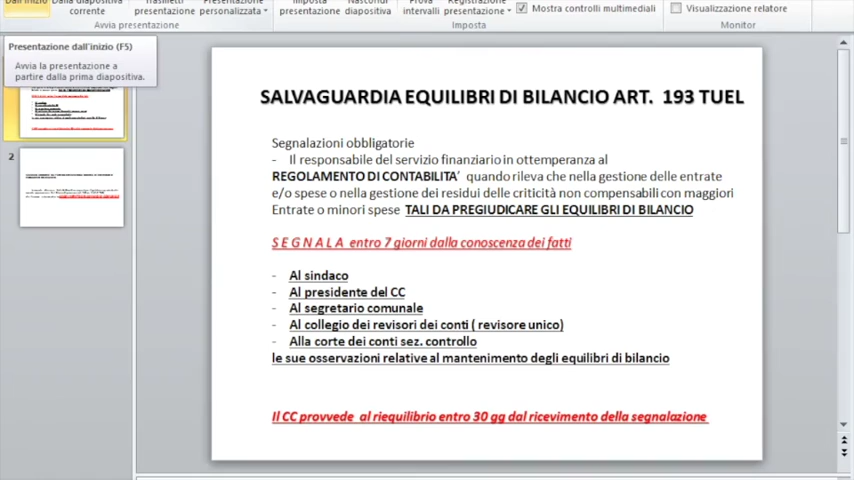 Dall'inizio Dalla diapositiva corrente
Trasmetti presentazione
Presentazione personalizzata
Imposta presentazione
Nascondi diapositiva
Prova intervalli
Registrazione presentazione
Mostra controlli multimediali
Visualizzazione relatore
Avvia presentazione
Imposta
Monitor
Presentazione dall'inizio (F5)
Avvia la presentazione a
partire dalla prima diapositiva.
2
SALVAGUARDIA EQUILIBRI DI BILANCIO ART. 193 TUEL
Segnalazioni obbligatorie
- Il responsabile del servizio finanziario in ottemperanza al
REGOLAMENTO DI CONTABILITA' quando rileva che nella gestione delle entrate
e/o spese o nella gestione dei residui delle criticità non compensabili con maggiori
Entrate o minori spese TALI DA PREGIUDICARE GLI EQUILIBRI DI BILANCIO
S E G N A L A entro 7 giorni dalla conoscenza dei fatti
- Al sindaco
- Al presidente del CC
- Al segretario comunale
- Al collegio dei revisori dei conti ( revisore unico)
- Alla corte dei conti sez. controllo
le sue osservazioni relative al mantenimento degli equilibri di bilancio
Il CC provvede al riequilibrio entro 30 gg dal ricevimento della segnalazione